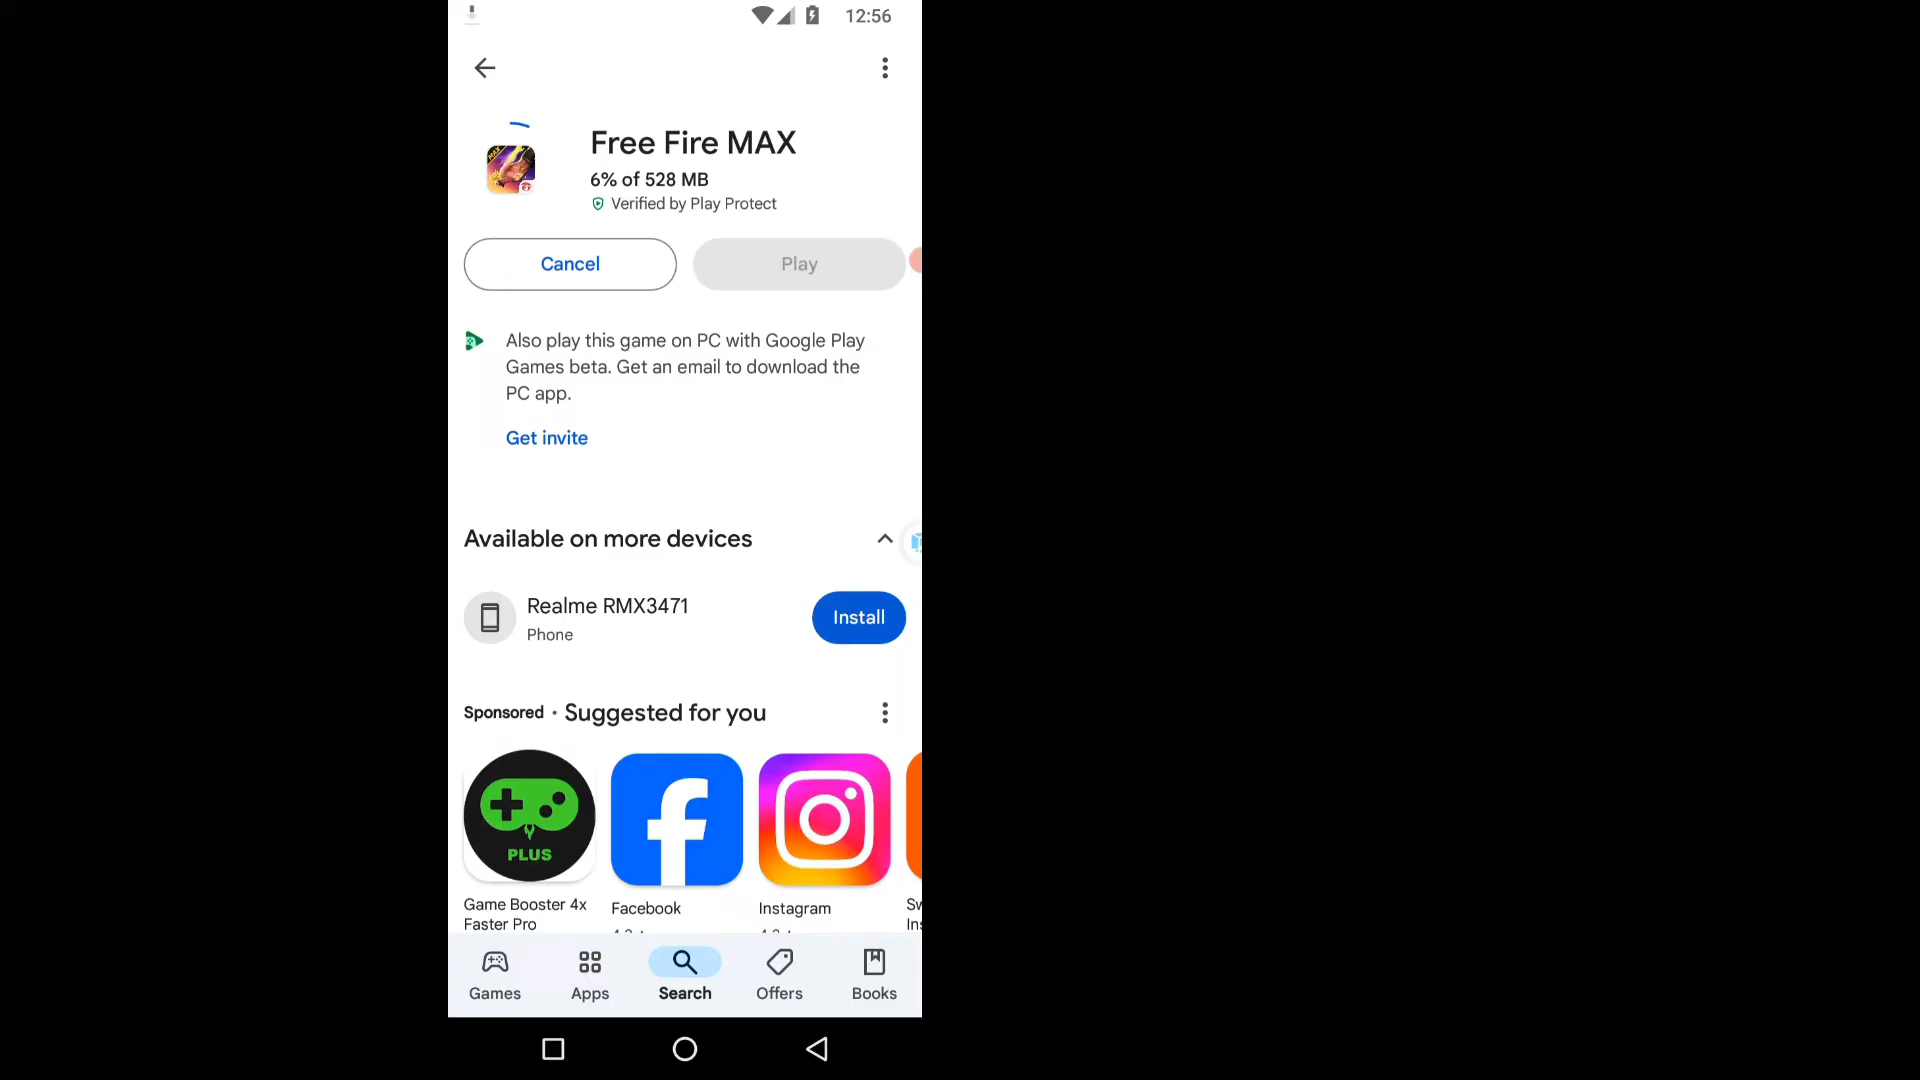 12:56
Free Fire MAX
6% of 528 MB
Verified by Play Protect
Cancel
Play
Also play this game on PC with Google Play
Games beta. Get an email to download the
PC app.
Get invite
Available on more devices
Realme RMX3471
Phone
Install
Sponsored · Suggested for you
MAX
PLUS
Game Booster 4x
Faster Pro
Facebook
Instagram
Sw
Ins
Games
Apps
Search
Offers
Books